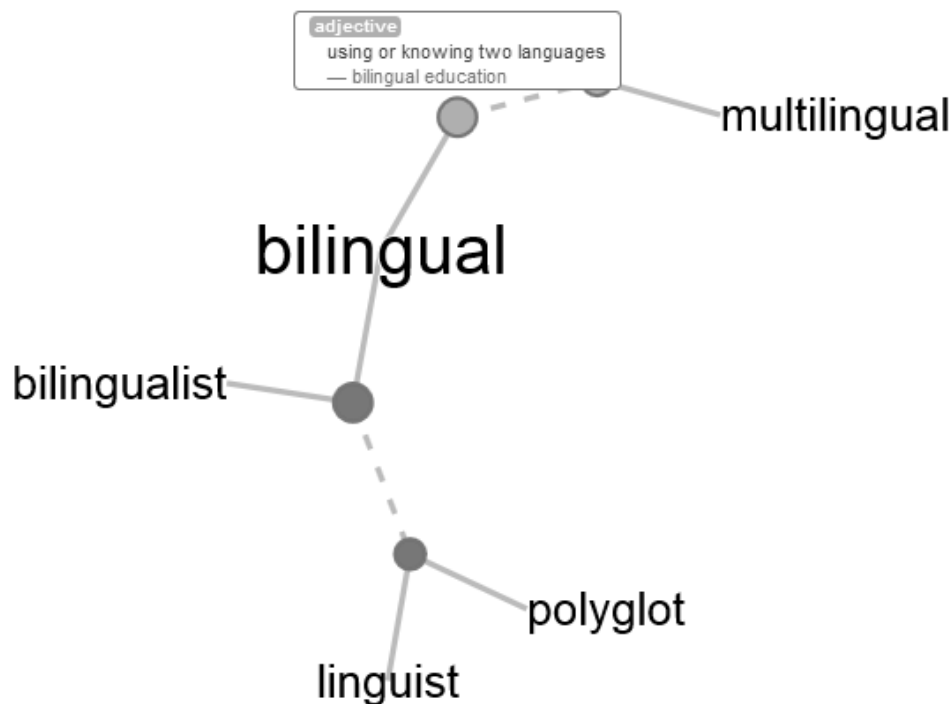 adjective
using or knowing two languages
— bilingual education
multilingual
bilingual
bilingualist
polyglot
linguist